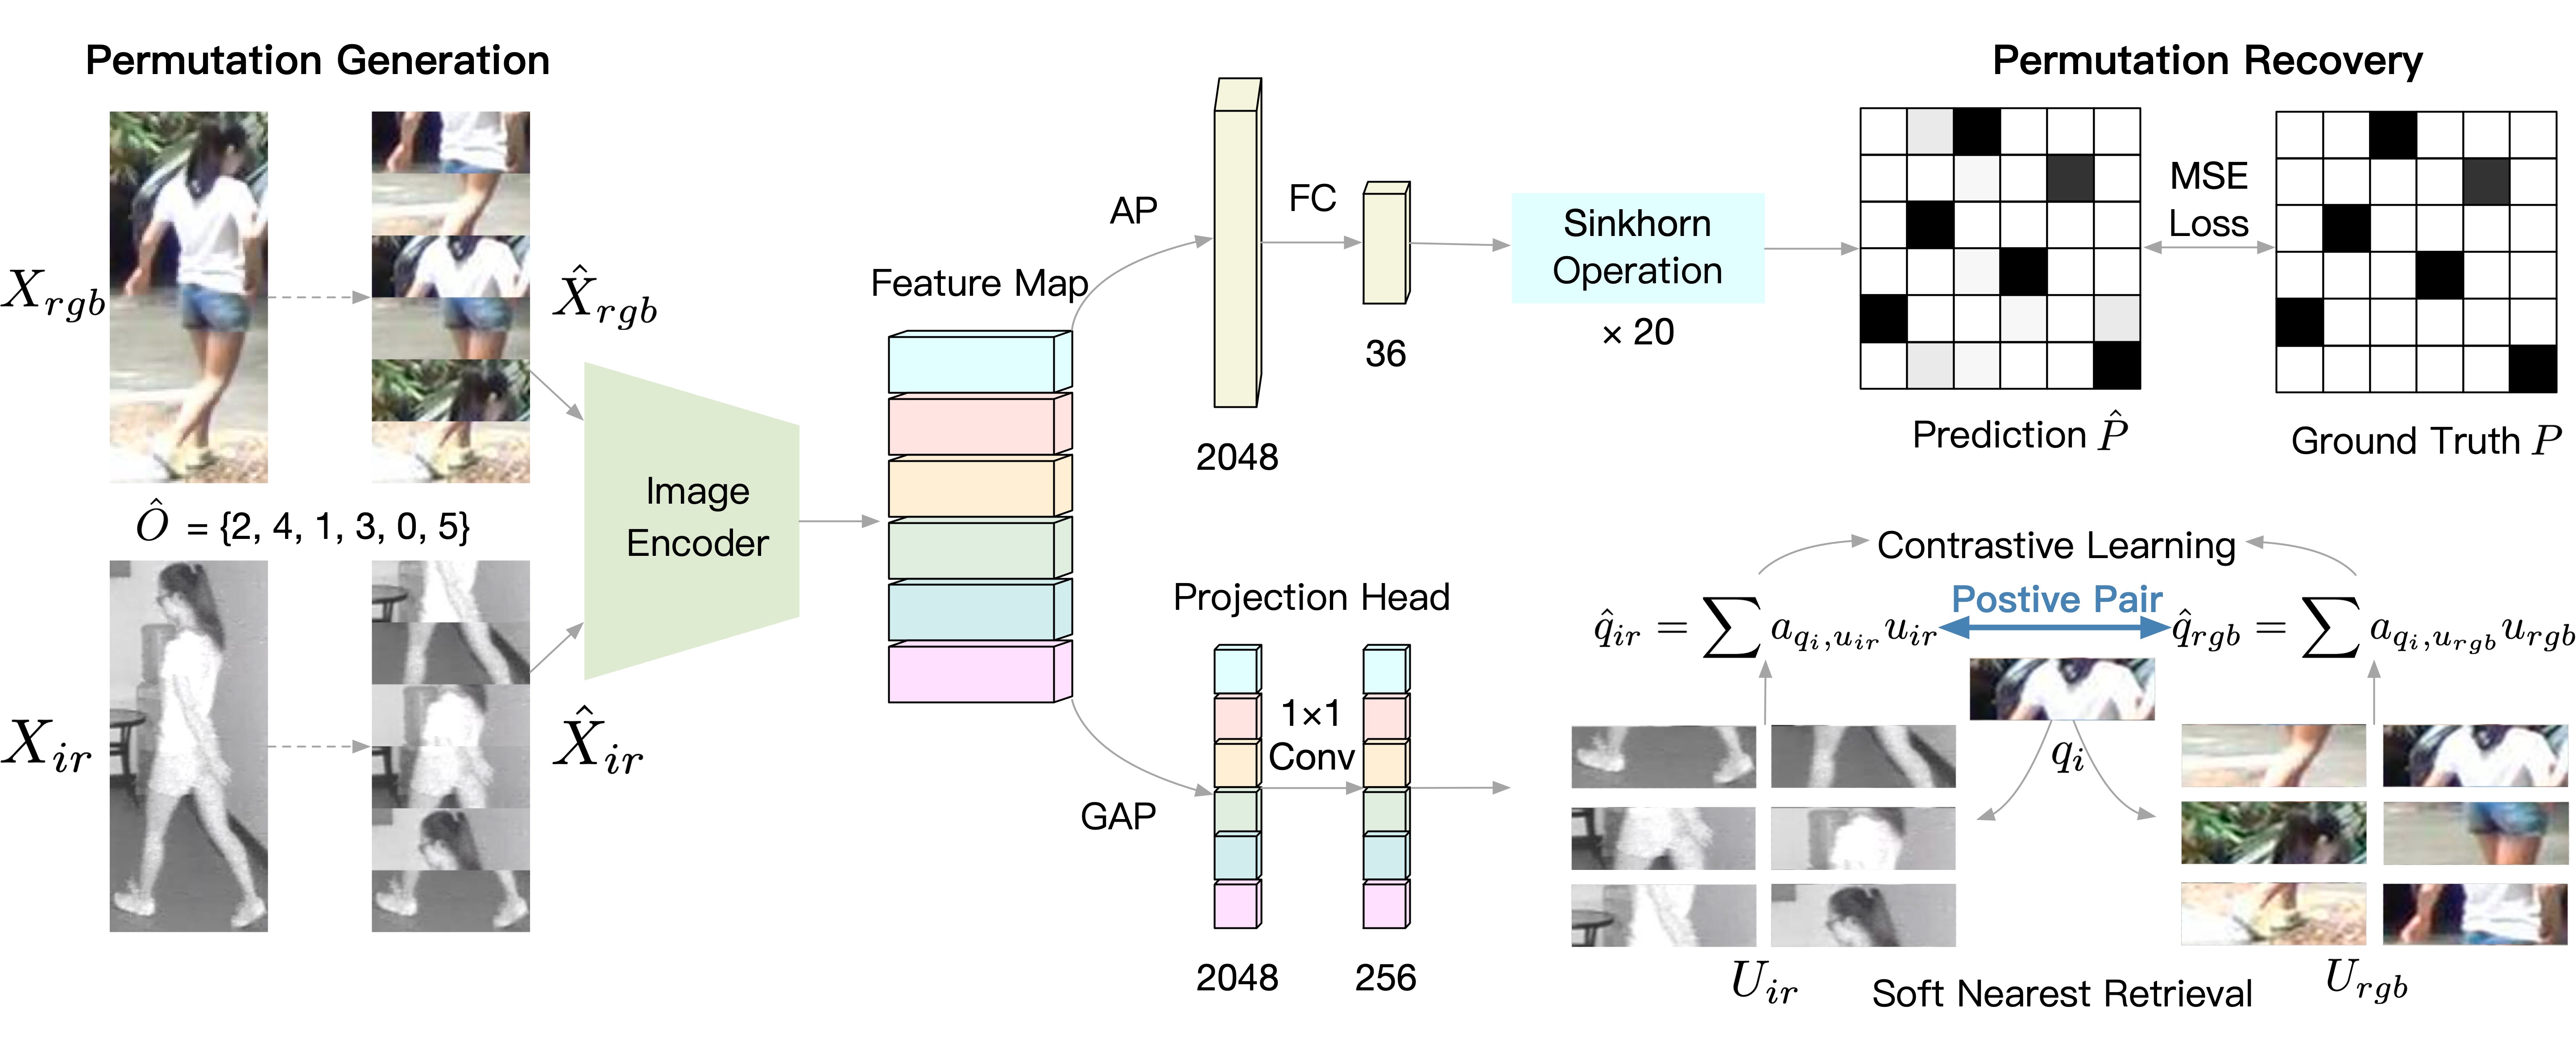 Permutation Generation
Permutation Recovery
X_{rgb}
\hat{X}_{rgb}
\hat{O} = {2, 4, 1, 3, 0, 5}
X_{ir}
\hat{X}_{ir}
Image
Encoder
Feature Map
AP
2048
FC
36
Sinkhorn
Operation
× 20
Prediction \hat{P}
MSE
Loss
Ground Truth P
GAP
Projection Head
1×1
Conv
2048
256
Contrastive Learning
Postive Pair
\hat{q}_{ir} = \sum a_{q_i,u_{ir}} u_{ir}
\hat{q}_{rgb} = \sum a_{q_i,u_{rgb}} u_{rgb}
q_i
U_{ir}
Soft Nearest Retrieval
U_{rgb}